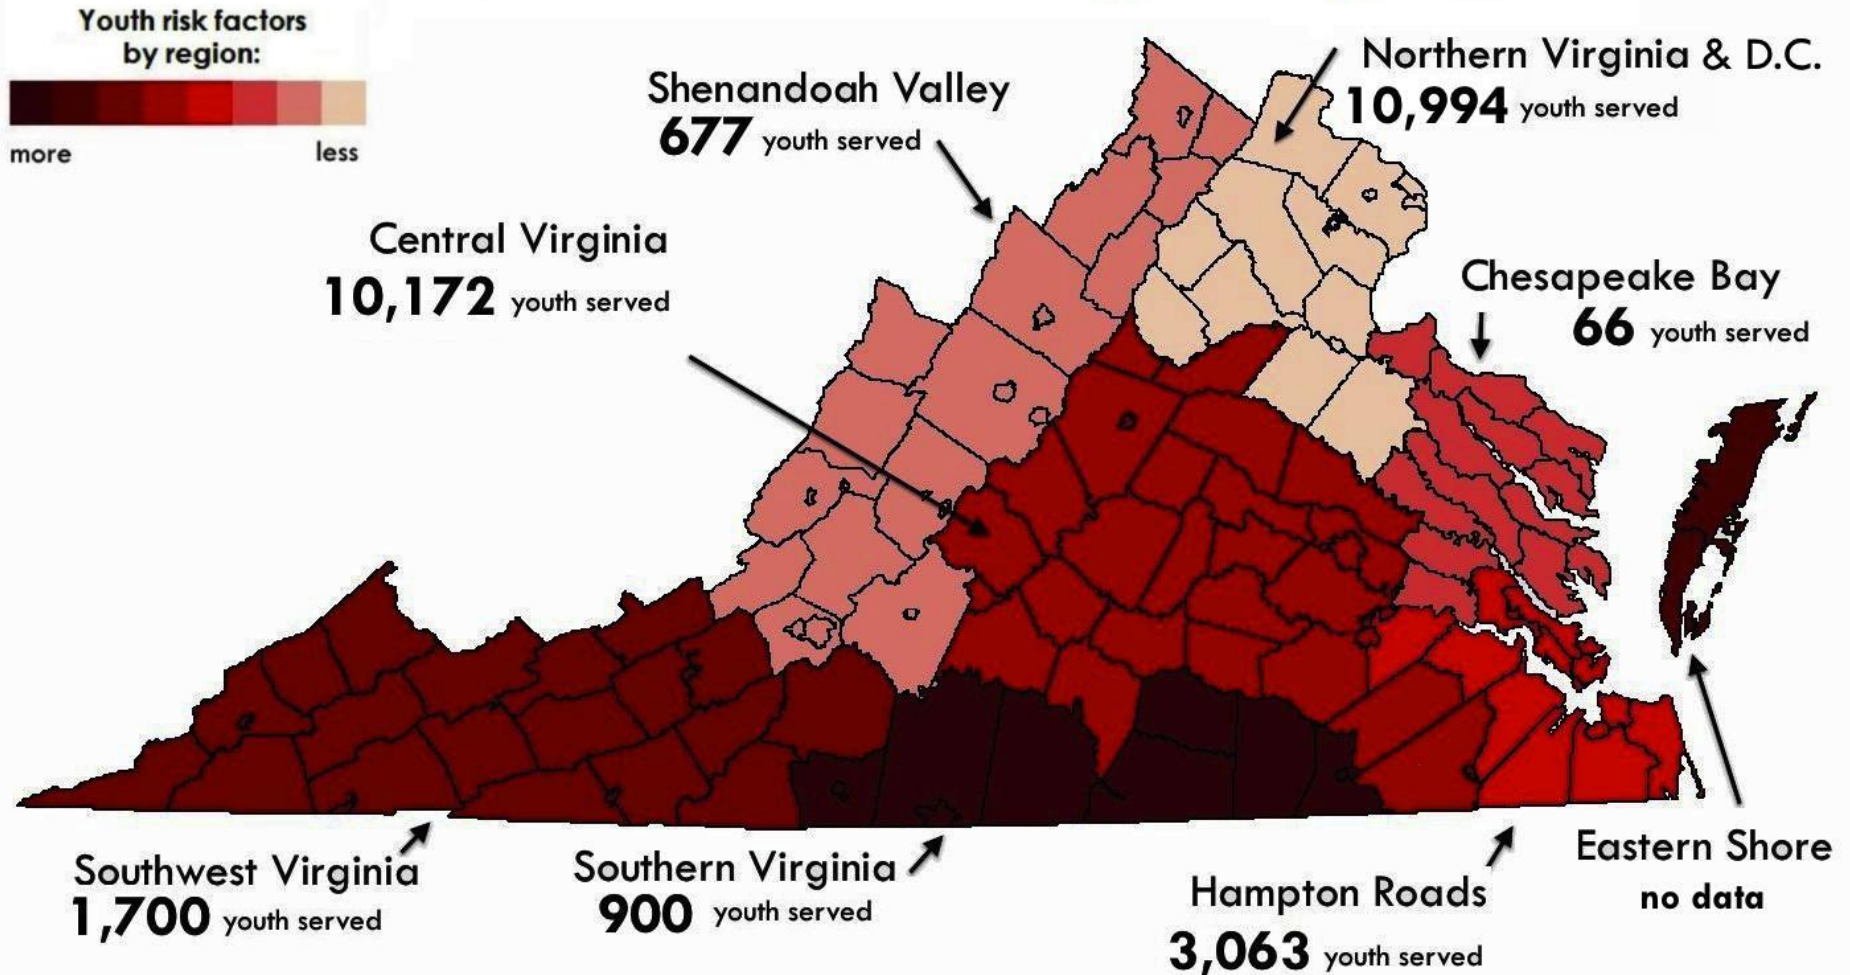 Youth risk factors
by region:
more less
Shenandoah Valley
677 youth served
Northern Virginia & D.C.
10,994 youth served
Central Virginia
10,172 youth served
Chesapeake Bay
66 youth served
Southwest Virginia
1,700 youth served
Southern Virginia
900 youth served
Hampton Roads
3,063 youth served
Eastern Shore
no data